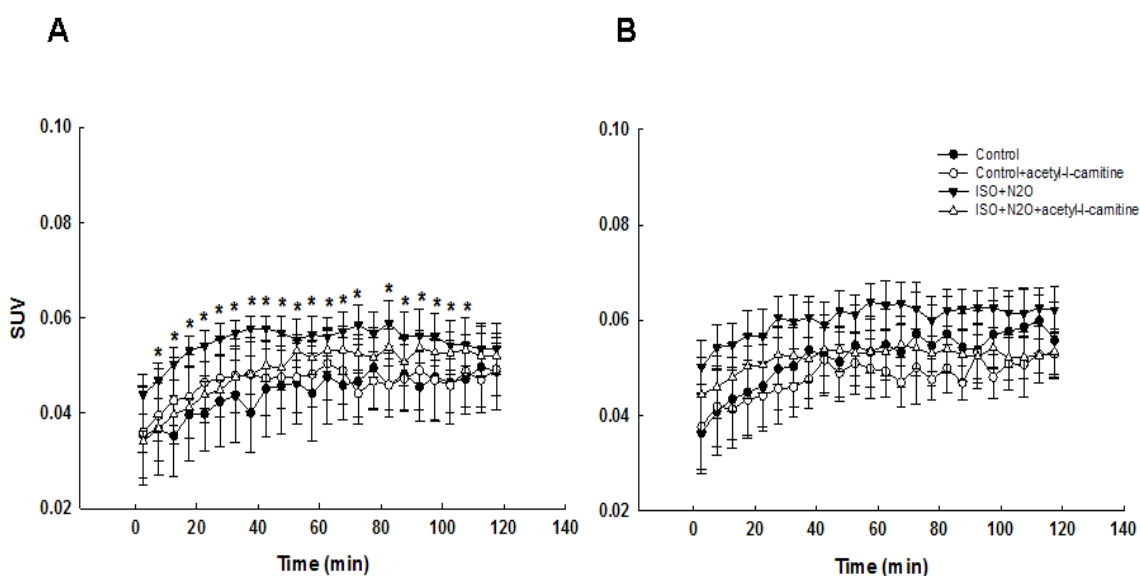 A
B
0.10
0.08
0.06
0.04
0.02
SUV
* * * * * * * * * * * * * * * * * * * * *
0 20 40 60 80 100 120 140
Time (min)
0.10
0.08
0.06
0.04
0.02
Control
Control+acetyl-l-carnitine
ISO+N2O
ISO+N2O+acetyl-l-carnitine
0 20 40 60 80 100 120 140
Time (min)